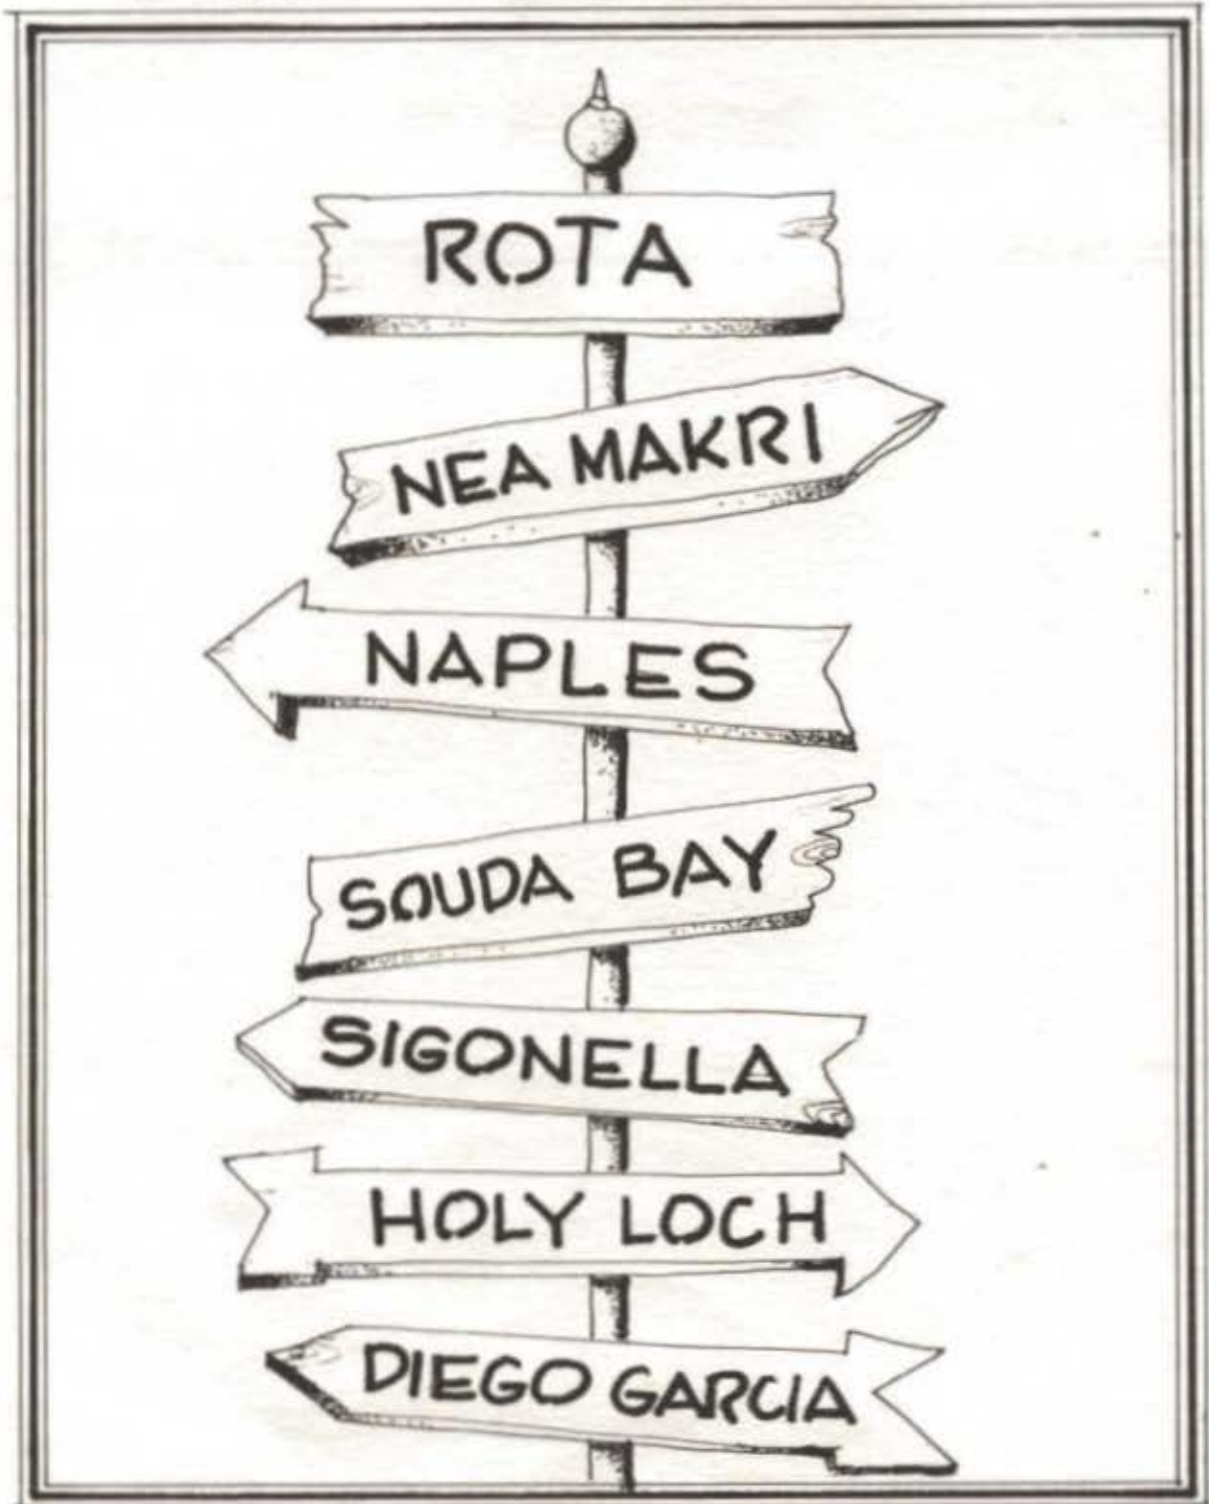 ROTA
NEA MAKRI
NAPLES
SOUDA BAY
SIGONELLA
HOLY LOCH
DIEGO GARCIA